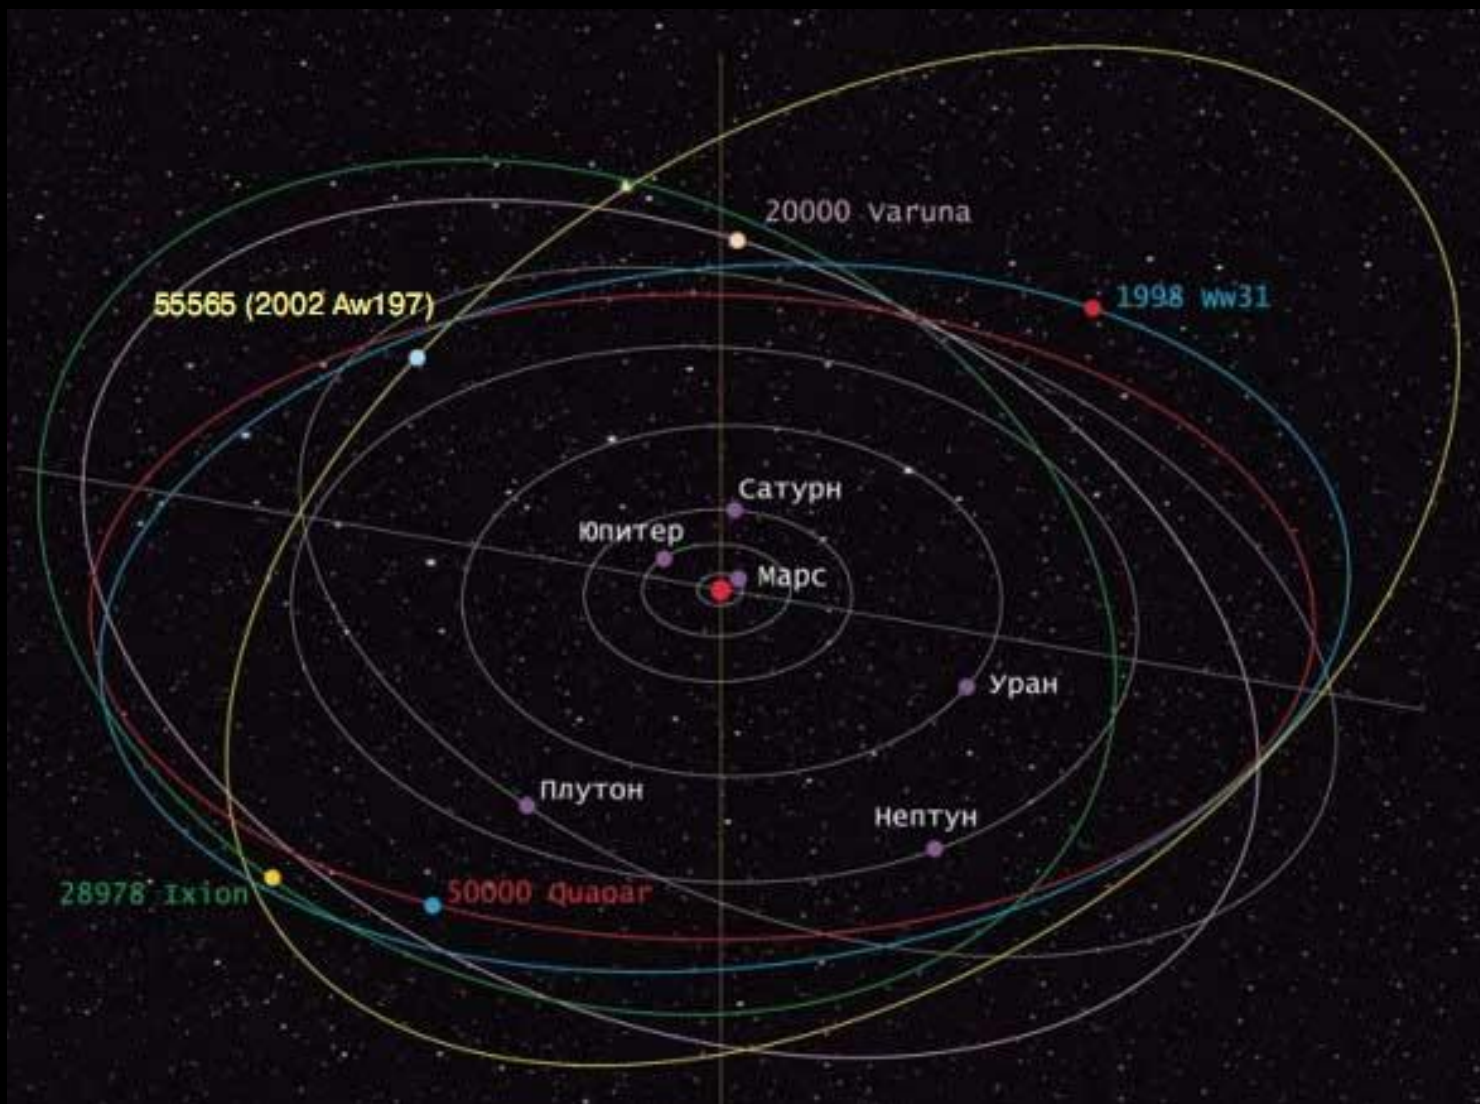 20000 Varuna
1998 WW31
55565 (2002 Aw197)
Сатурн
Юпитер
Марс
Уран
Плутон
Нептун
28978 Ixion
50000 Quaoar